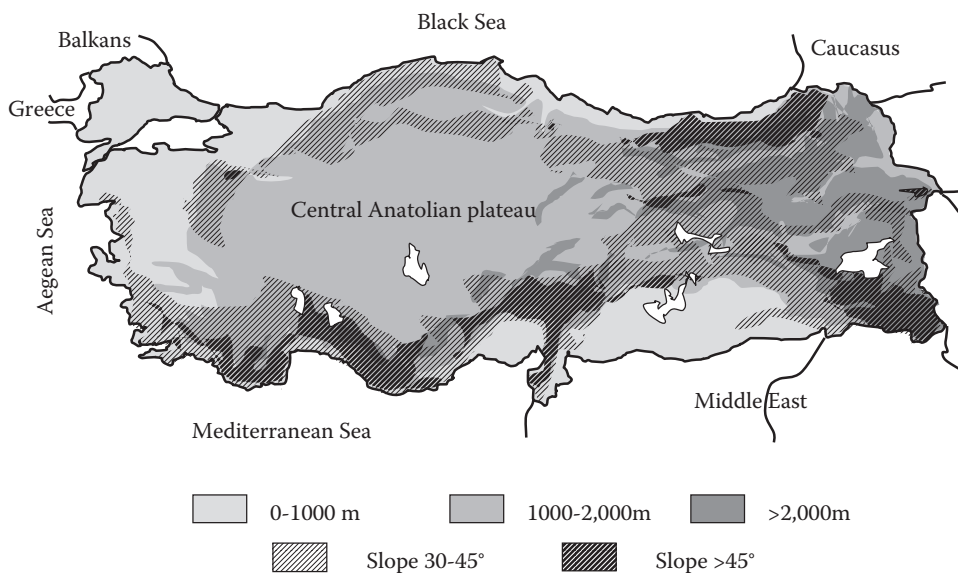 Black Sea
Balkans
Caucasus
Greece
Central Anatolian plateau
Aegean Sea
Middle East
Mediterranean Sea
0-1000 m
1000-2,000m
>2,000m
Slope 30-45°
Slope >45°